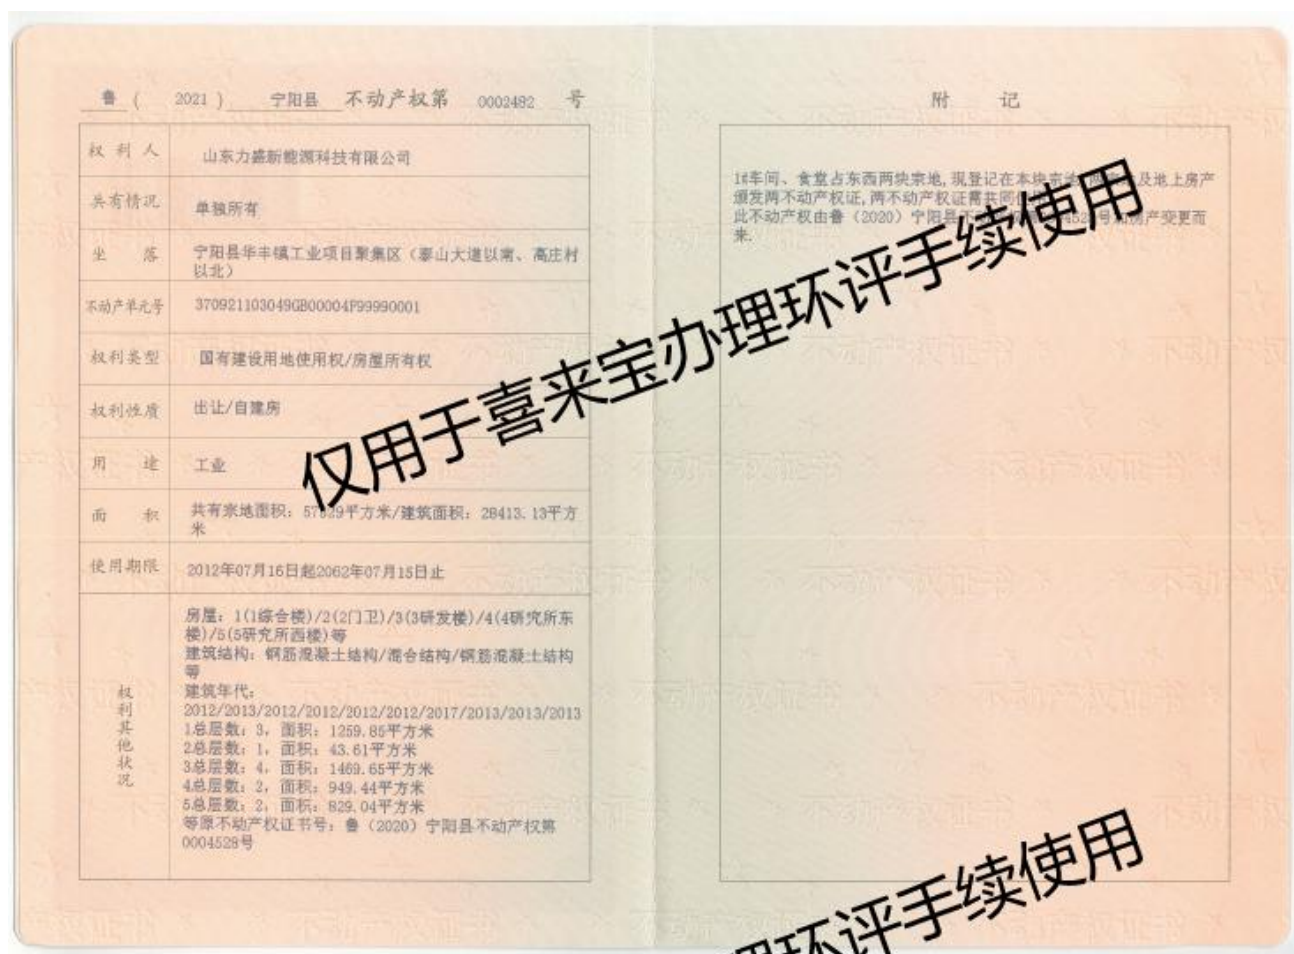 鲁 ( 2021 ) 宁阳县 不动产权第 0002482 号
权利人 山东力盛新能源科技有限公司
共有情况 单独所有
坐落 宁阳县华丰镇工业项目聚集区（泰山大道以南、高庄村
以北）
不动产单元号 370921103049GB00004F99990001
权利类型 国有建设用地使用权/房屋所有权
权利性质 出让/自建房
用途 工业
面积 共有宗地面积：平方米/建筑面积：28413.13平方
米
使用期限 2012年07月16日起2062年07月15日止
权利其他状况
房屋：1(1综合楼)/2(2门卫)/3(3研发楼)/4(4研究所东
楼)/5(5研究所西楼)等
建筑结构：钢筋混凝土结构/混合结构/钢筋混凝土结构
等
建筑年代：
2012/2013/2012/2012/2012/2012/2017/2013/2013/2013
1总层数：3，面积：1259.85平方米
2总层数：1，面积：43.61平方米
3总层数：4，面积：1469.65平方米
4总层数：2，面积：949.44平方米
5总层数：2，面积：829.04平方米
等原不动产权证书号：鲁（2020）宁阳县不动产权第
0004528号
附记
1#车间、食堂占东西两块宗地,现登记在本块宗地,及地上房产
颁发两不动产权证,两不动产权证需共同
此不动产权由鲁（2020）宁阳县号房产变更而
来.
仅用于喜来宝办理环评手续使用
理环评手续使用